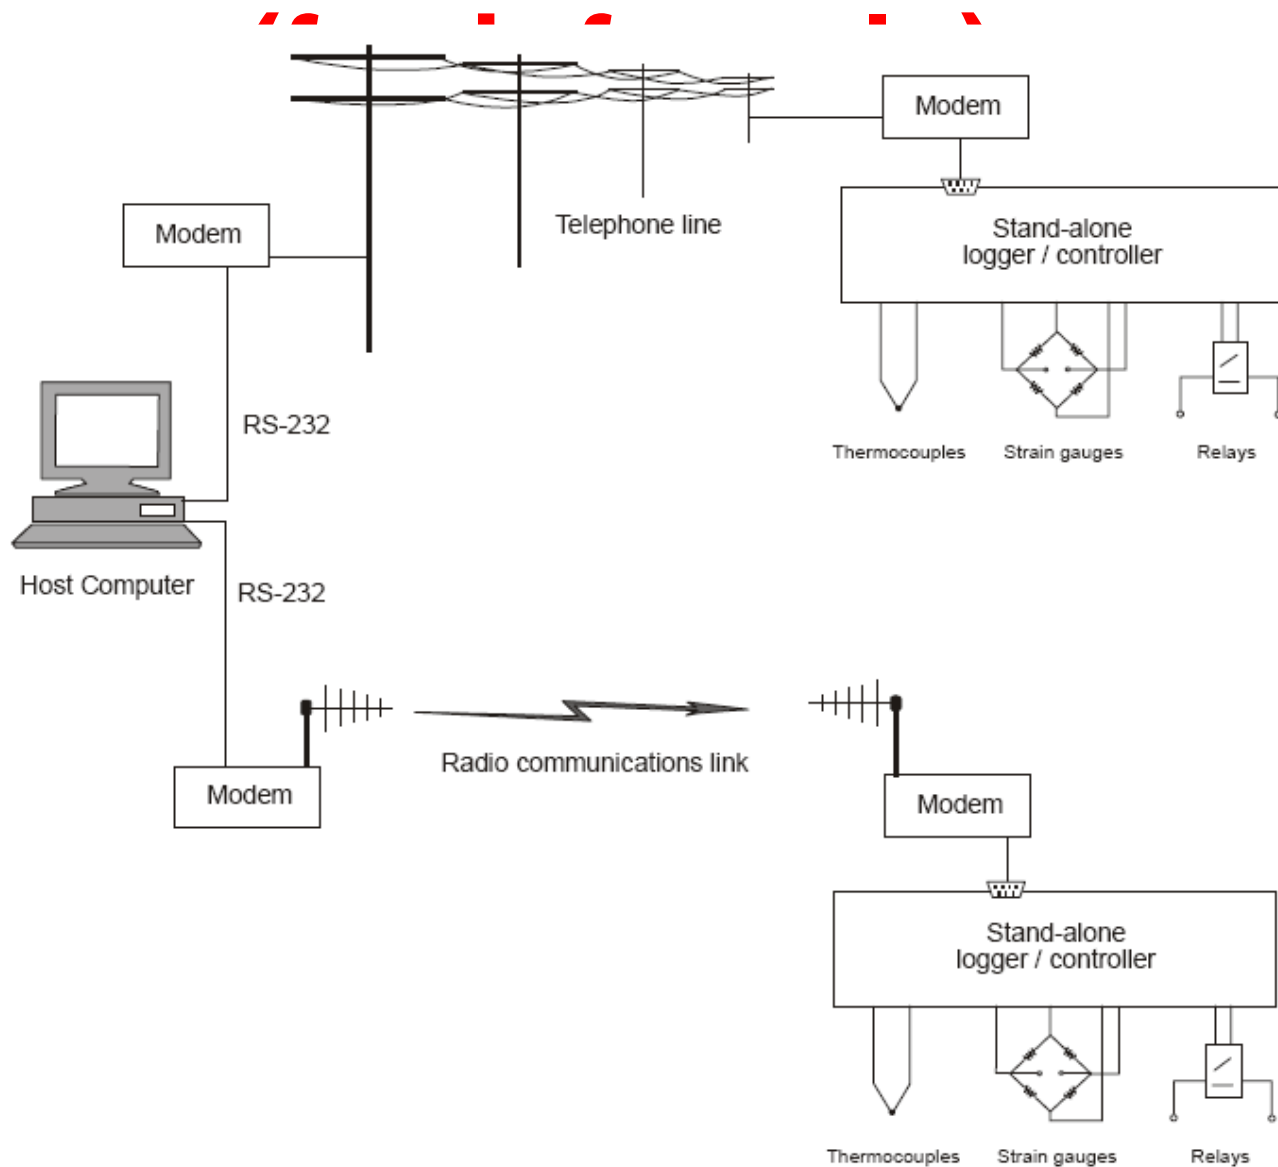 Modem
Telephone line
Stand-alone
logger / controller
Modem
RS-232
Thermocouples
Strain gauges
Relays
Host Computer
RS-232
Radio communications link
Modem
Modem
Stand-alone
logger / controller
Thermocouples
Strain gauges
Relays